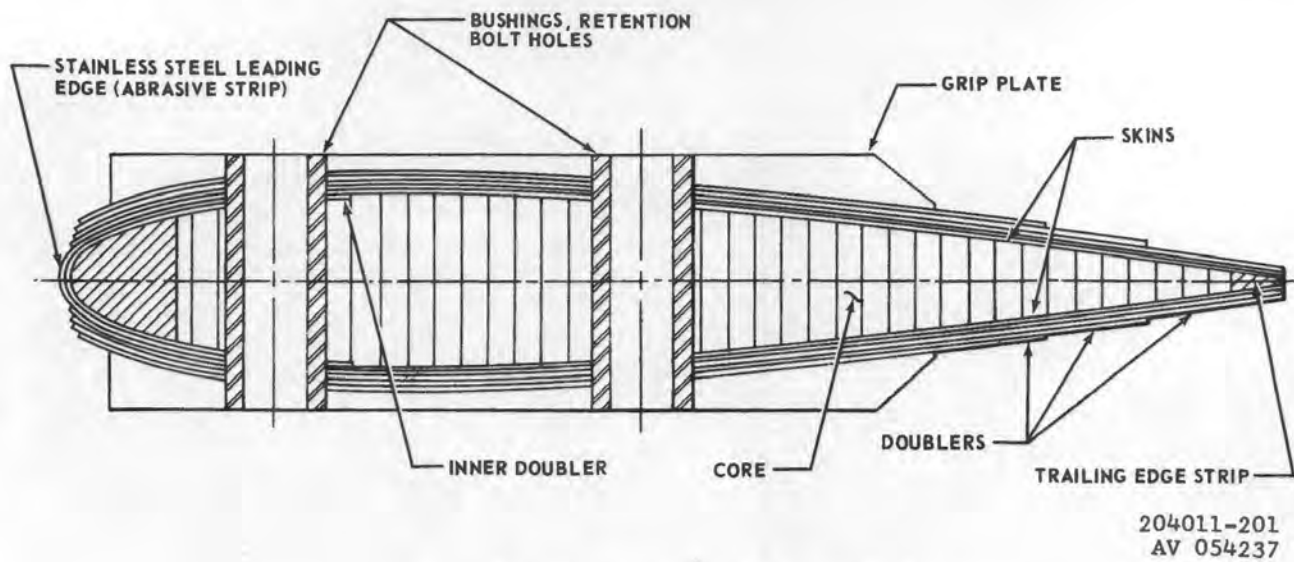 BUSHINGS, RETENTION
BOLT HOLES
STAINLESS STEEL LEADING
EDGE (ABRASIVE STRIP)
GRIP PLATE
SKINS
INNER DOUBLER
CORE
DOUBLERS
TRAILING EDGE STRIP
204011-201
AV 054237